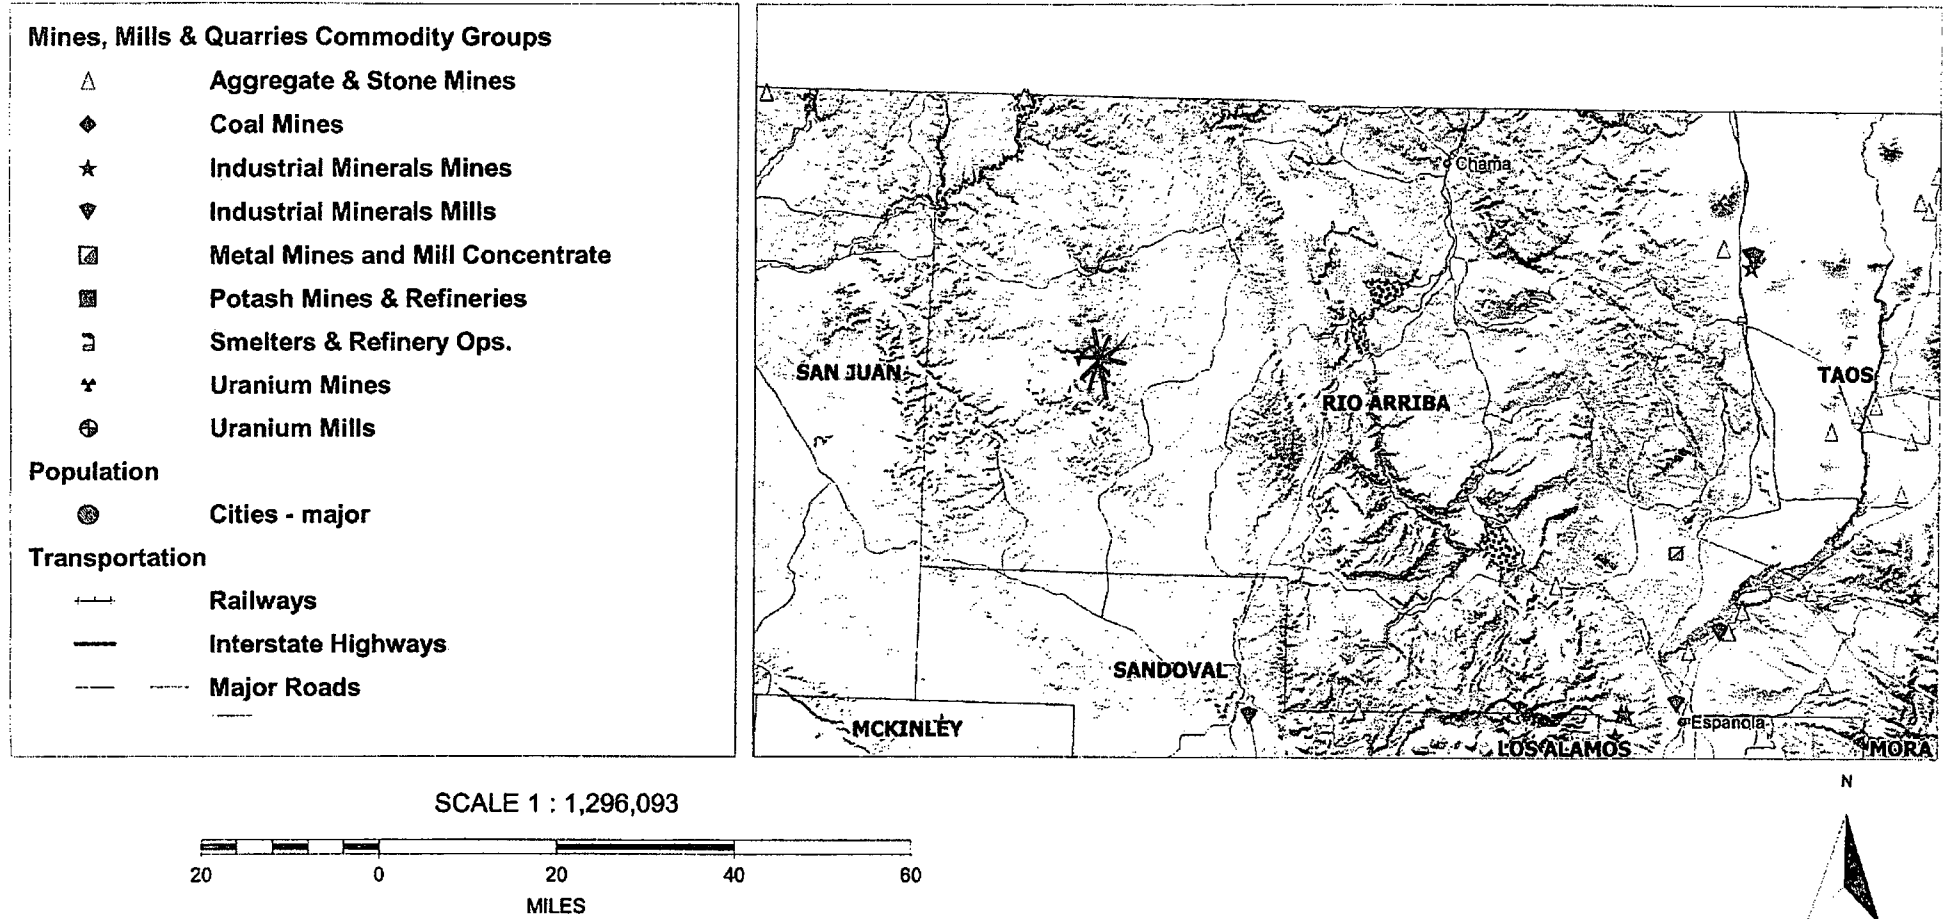 Mines, Mills & Quarries Commodity Groups
Aggregate & Stone Mines
Coal Mines
Industrial Minerals Mines
Industrial Minerals Mills
Metal Mines and Mill Concentrate
Potash Mines & Refineries
Smelters & Refinery Ops.
Uranium Mines
Uranium Mills
Population
Cities - major
Transportation
Railways
Interstate Highways
Major Roads
Chama
SAN JUAN
TAOS
RIO ARRIBA
SANDOVAL
MCKINLEY
Espanola
LOS ALAMOS
MORA
SCALE 1 : 1,296,093
20 0 20 40 60
MILES
N